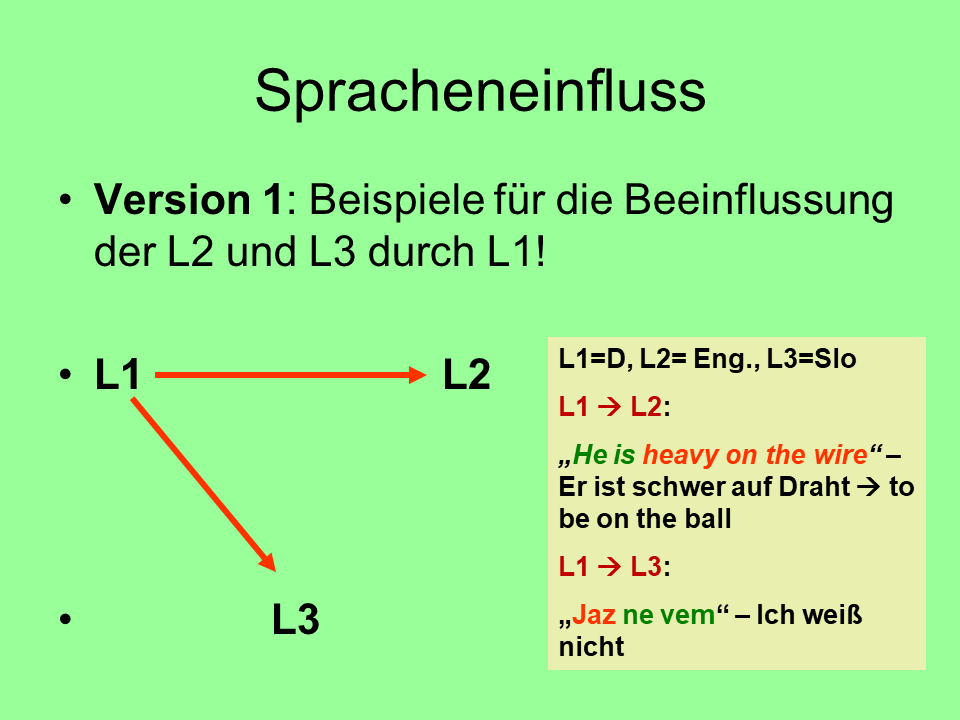 Spracheneinfluss
• Version 1: Beispiele für die Beeinflussung
der L2 und L3 durch L1!
• L1 L2
• L3
L1=D, L2= Eng., L3=Slo
L1 → L2:
„He is heavy on the wire“ –
Er ist schwer auf Draht → to
be on the ball
L1 → L3:
„Jaz ne vem“ – Ich weiß
nicht